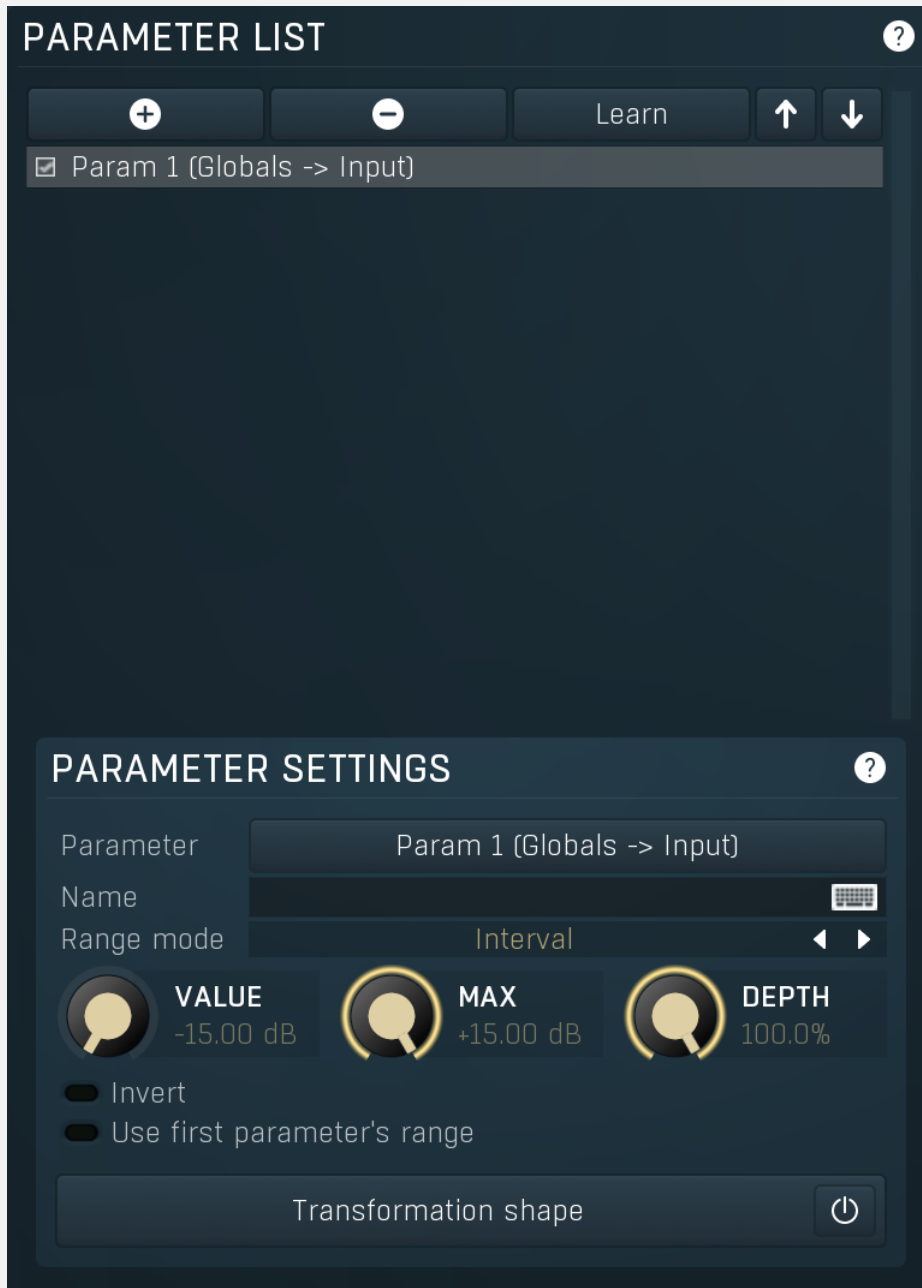 PARAMETER LIST ?
Learn
Param 1 (Globals -> Input)
PARAMETER SETTINGS ?
Parameter Param 1 (Globals -> Input)
Name
Range mode Interval
VALUE MAX DEPTH
-15.00 dB +15.00 dB 100.0%
Invert
Use first parameter's range
Transformation shape